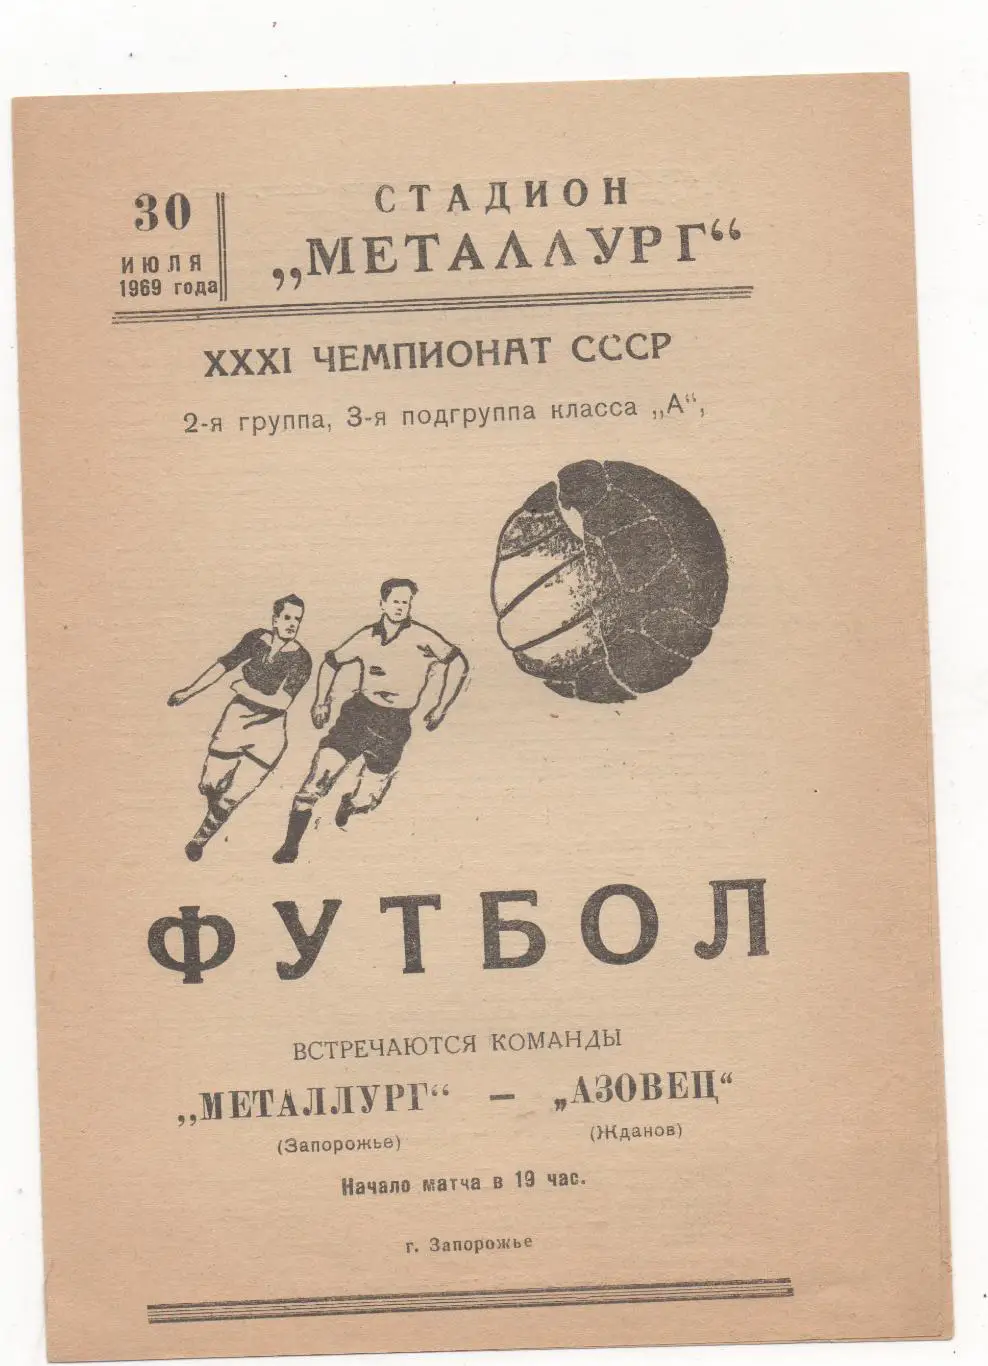 30
ИЮЛЯ
1969 года
СТАДИОН
„МЕТАЛЛУРГ“
XXXI ЧЕМПИОНАТ СССР
2-я группа, 3-я подгруппа класса „А“,
ФУТБОЛ
ВСТРЕЧАЮТСЯ КОМАНДЫ
„МЕТАЛЛУРГ“ — „АЗОВЕЦ“
(Запорожье) (Жданов)
Начало матча в 19 час.
г. Запорожье